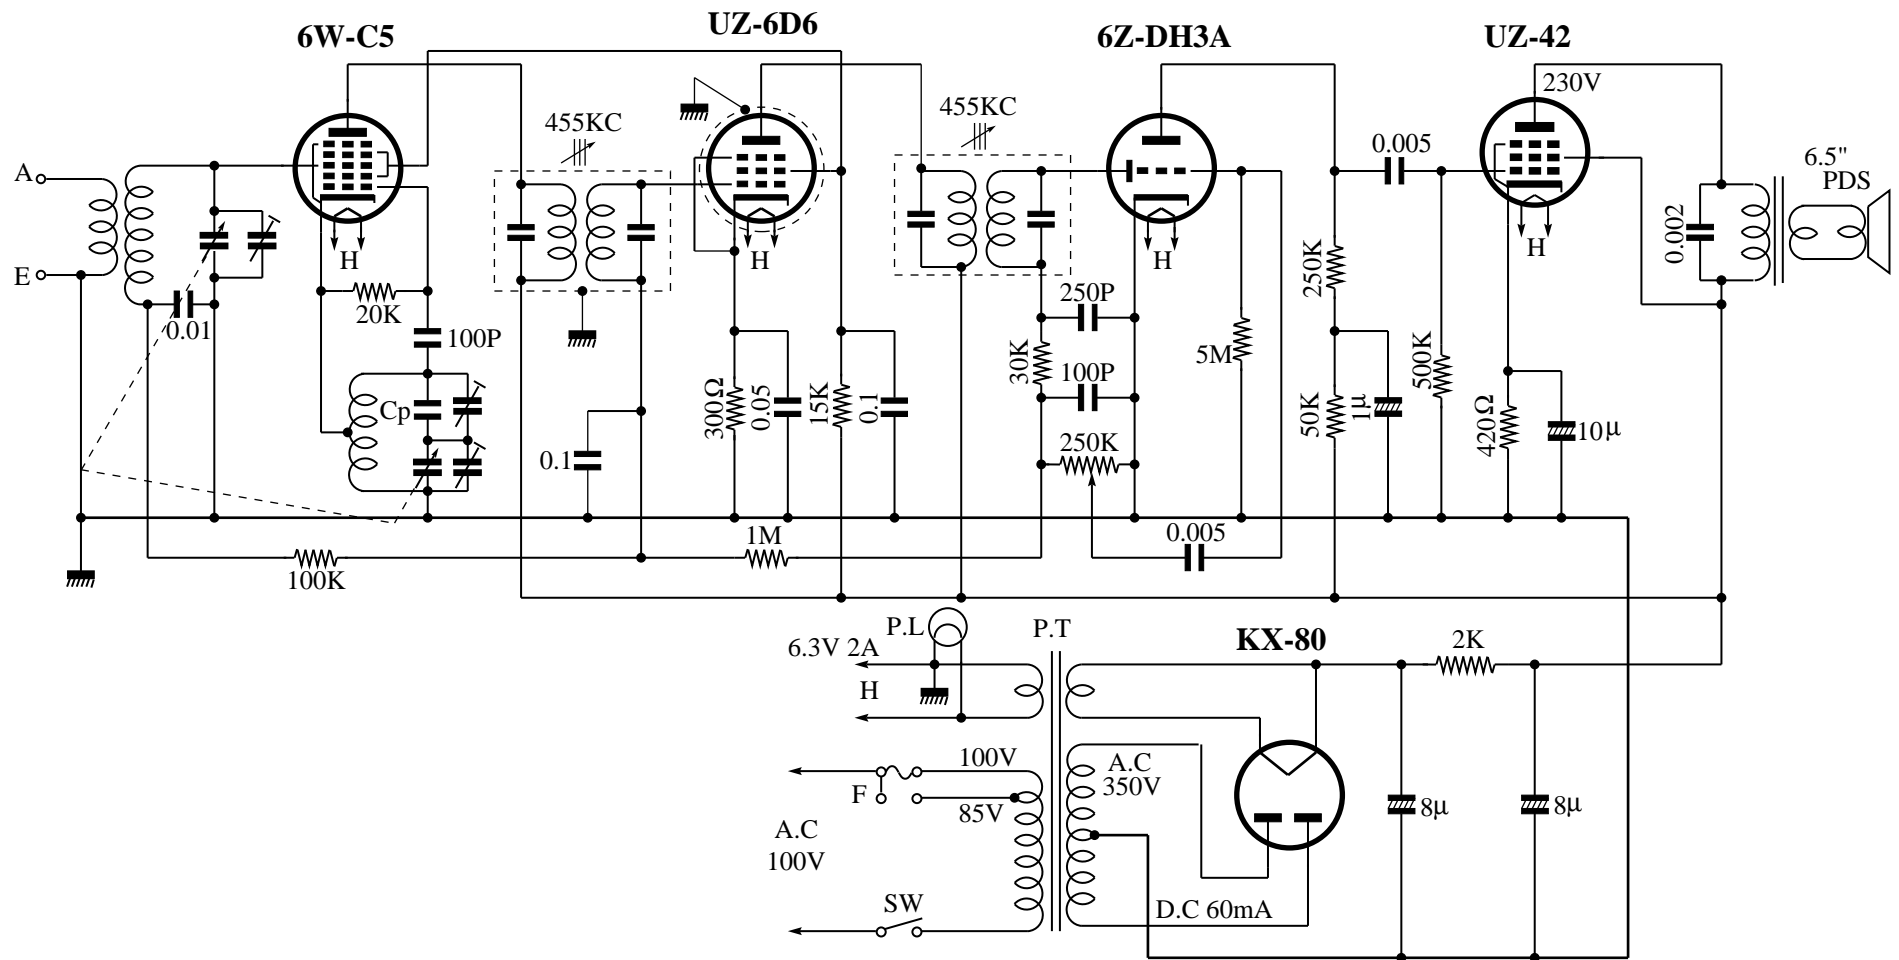 6W-C5
UZ-6D6
6Z-DH3A
UZ-42
230V
455KC
455KC
0.005
6.5"
PDS
A
E
H
H
H
H
0.002
0.01
20K
100P
Cp
250P
30K
100P
250K
5M
250K
50K
1μ
500K
420Ω
10μ
300Ω
0.05
15K
0.1
0.1
100K
1M
0.005
P.L
P.T
KX-80
2K
6.3V 2A
H
100V
F
85V
A.C
350V
8μ
8μ
A.C
100V
SW
D.C 60mA